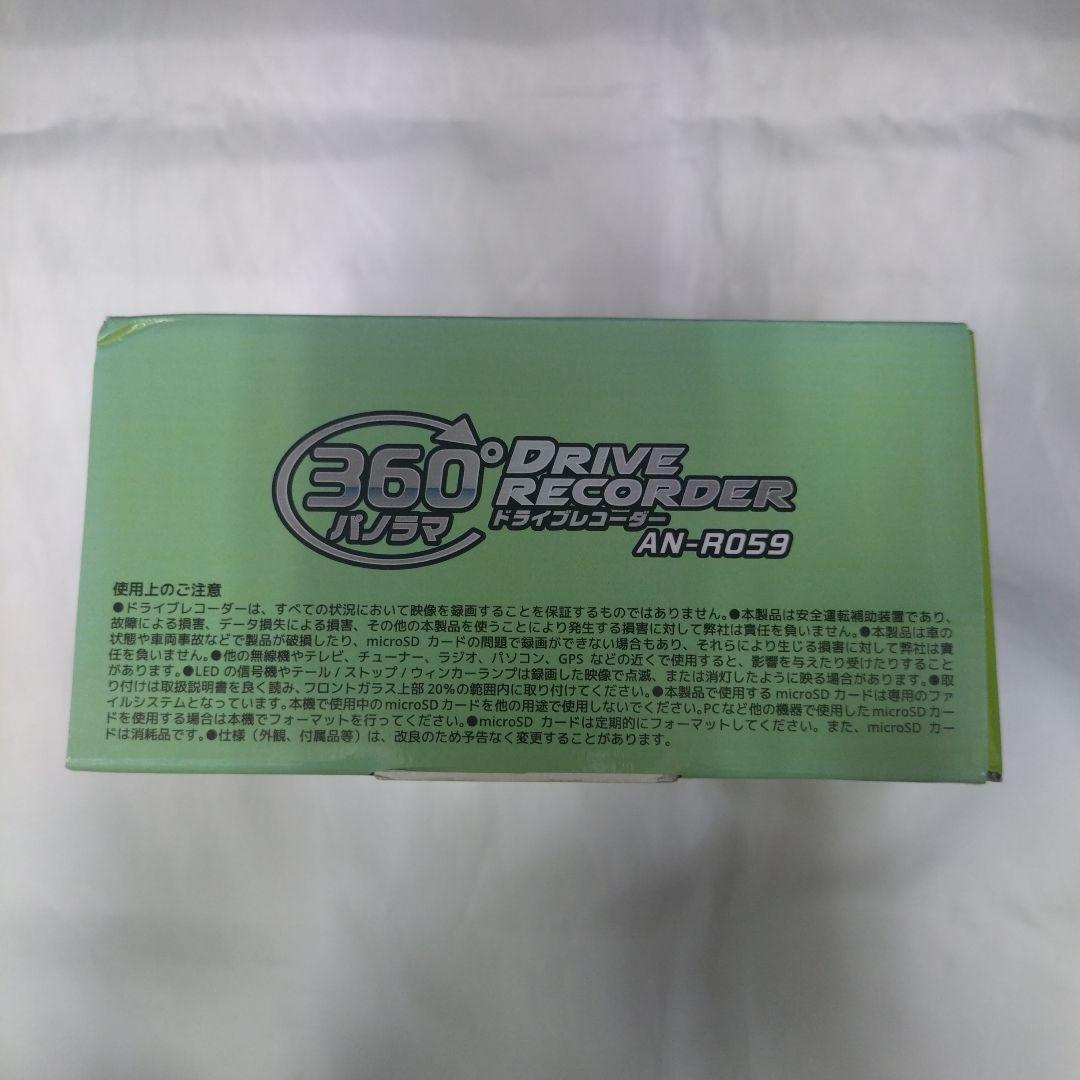 360°
パノラマ
DRIVE
RECORDER
ドライブレコーダー
AN-R059
使用上のご注意
●ドライブレコーダーは、すべての状況において映像を録画することを保証するものではありません。●本製品は安全運転補助装置であり、
故障による損害、データ損失による損害、その他の本製品を使うことにより発生する損害に対して弊社は責任を負いません。●本製品は車の
状態や車両事故などで製品が破損したり、microSD カードの問題で録画ができない場合もあり、それらにより生じる損害に対して弊社は責
任を負いません。●他の無線機やテレビ、チューナー、ラジオ、パソコン、GPS などの近くで使用すると、影響を与えたり受けたりすること
があります。●LED の信号機やテール / ストップ / ウィンカーランプは録画した映像で点滅、または消灯したように映る場合があります。●取
り付けは取扱説明書を良く読み、フロントガラス上部 20%の範囲内に取り付けてください。●本製品で使用する microSD カードは専用のファ
イルシステムとなっています。本機で使用中の microSD カードを他の用途で使用しないでください。PC など他の機器で使用した microSD カー
ドを使用する場合は本機でフォーマットを行ってください。●microSD カードは定期的にフォーマットしてください。また、microSD カー
ドは消耗品です。●仕様（外観、付属品等）は、改良のため予告なく変更することがあります。